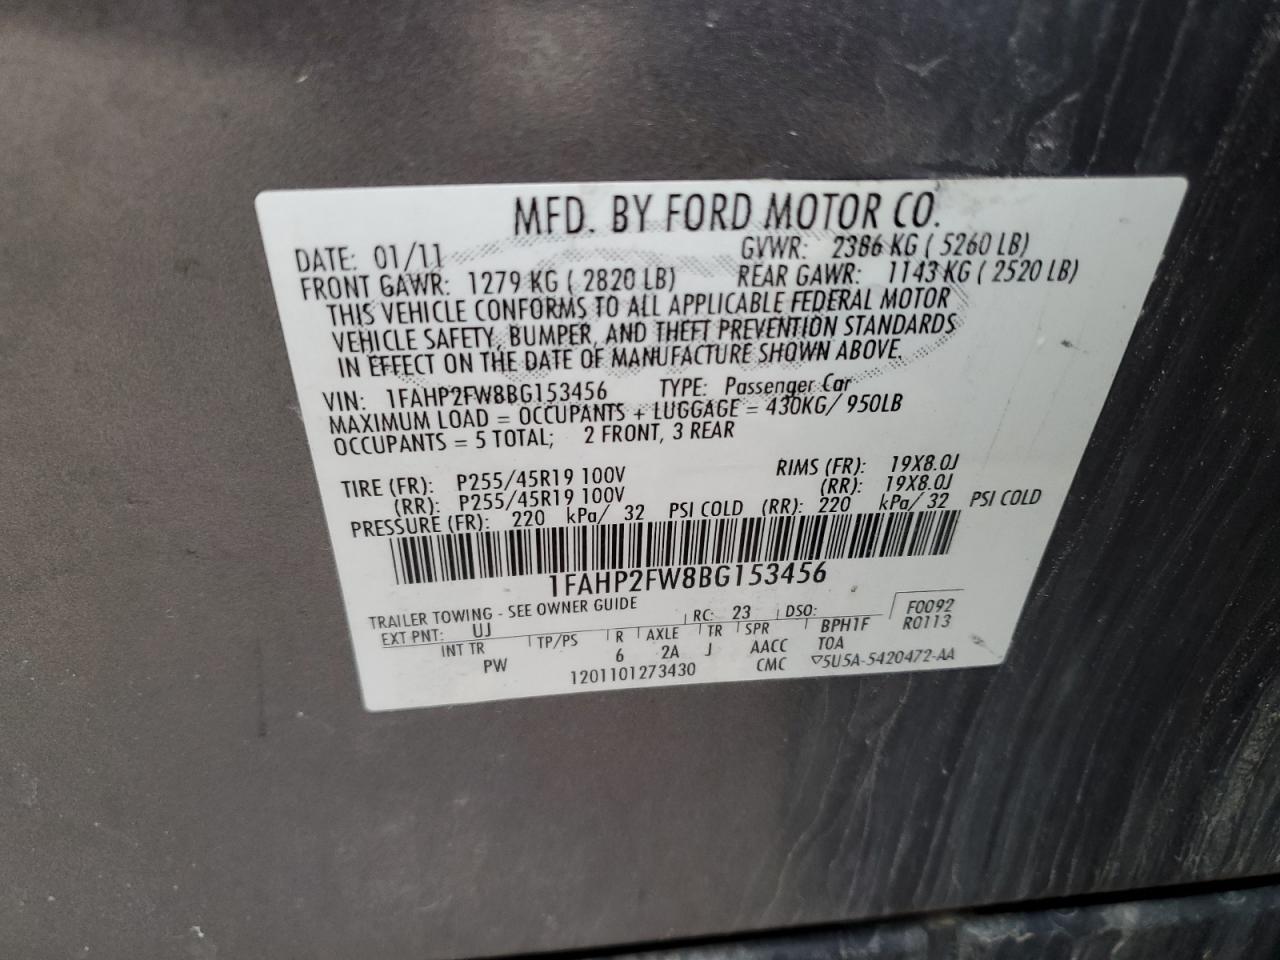 MFD. BY FORD MOTOR CO.
DATE: 01/11 GVWR: 2386 KG ( 5260 LB)
FRONT GAWR: 1279 KG ( 2820 LB) REAR GAWR: 1143 KG ( 2520 LB)
THIS VEHICLE CONFORMS TO ALL APPLICABLE FEDERAL MOTOR
VEHICLE SAFETY, BUMPER, AND THEFT PREVENTION STANDARDS
IN EFFECT ON THE DATE OF MANUFACTURE SHOWN ABOVE.
VIN: 1FAHP2FW8BG153456 TYPE: Passenger Car
MAXIMUM LOAD = OCCUPANTS + LUGGAGE = 430KG/ 950LB
OCCUPANTS = 5 TOTAL; 2 FRONT, 3 REAR
TIRE (FR): P255/45R19 100V RIMS (FR): 19X8.0J
(RR): P255/45R19 100V (RR): 19X8.0J
PRESSURE (FR): 220 kPa/ 32 PSI COLD (RR): 220 kPa/ 32 PSI COLD
1FAHP2FW8BG153456
TRAILER TOWING - SEE OWNER GUIDE
EXT PNT: UJ RC: 23 DSO: F0092
INT TR TP/PS R AXLE TR SPR BPH1F R0113
PW 6 2A J AACC TOA
1201101273430 CMC ▽5U5A-5420472-AA